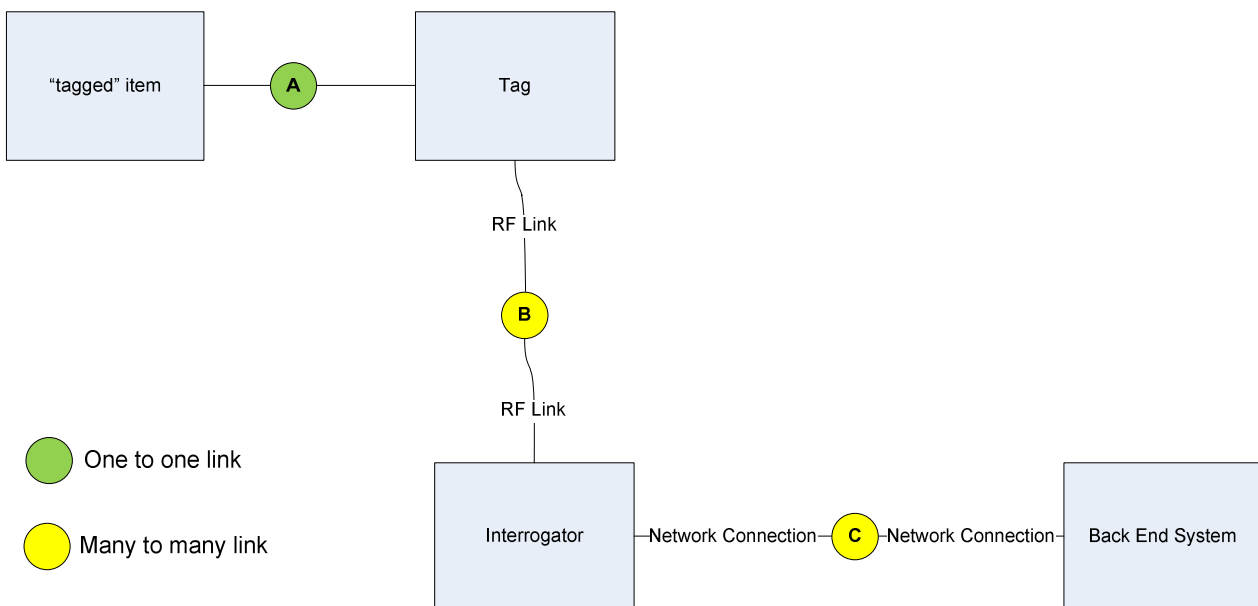 “tagged” item
A
Tag
RF Link
B
RF Link
One to one link
Many to many link
Interrogator
Network Connection
C
Network Connection
Back End System